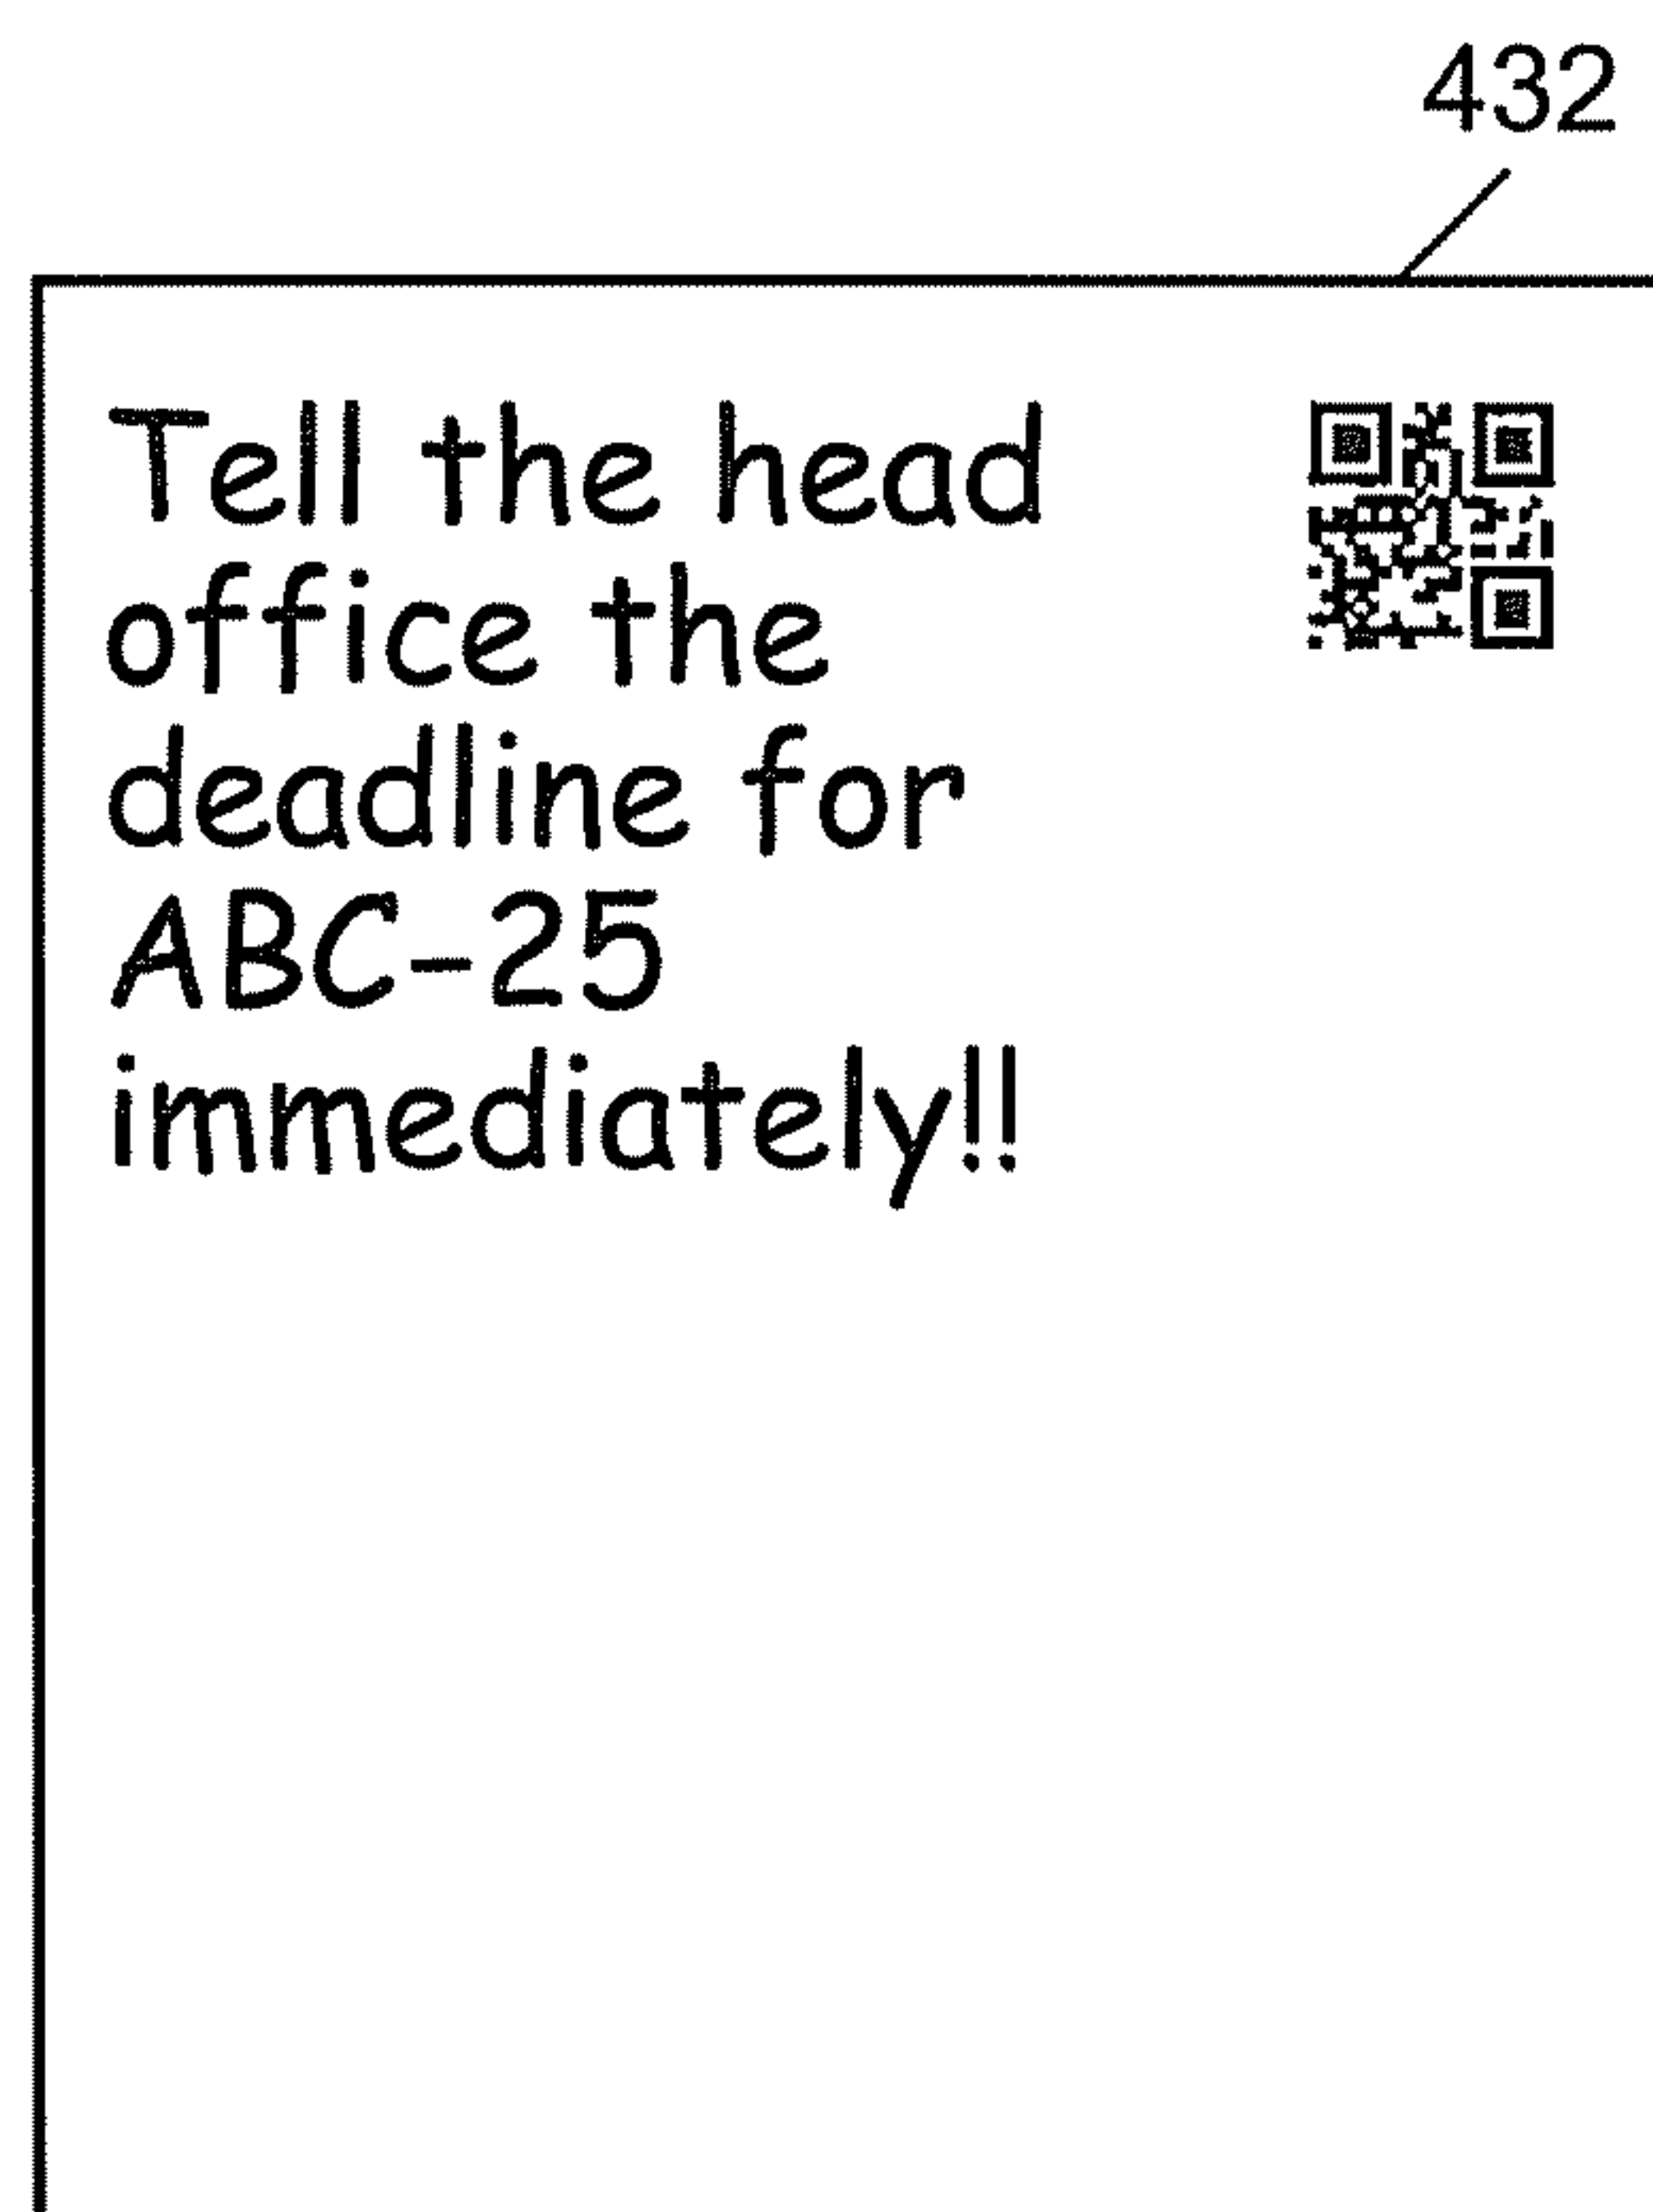 432
Tell the head
office the
deadline for
ABC-25
immediately!!